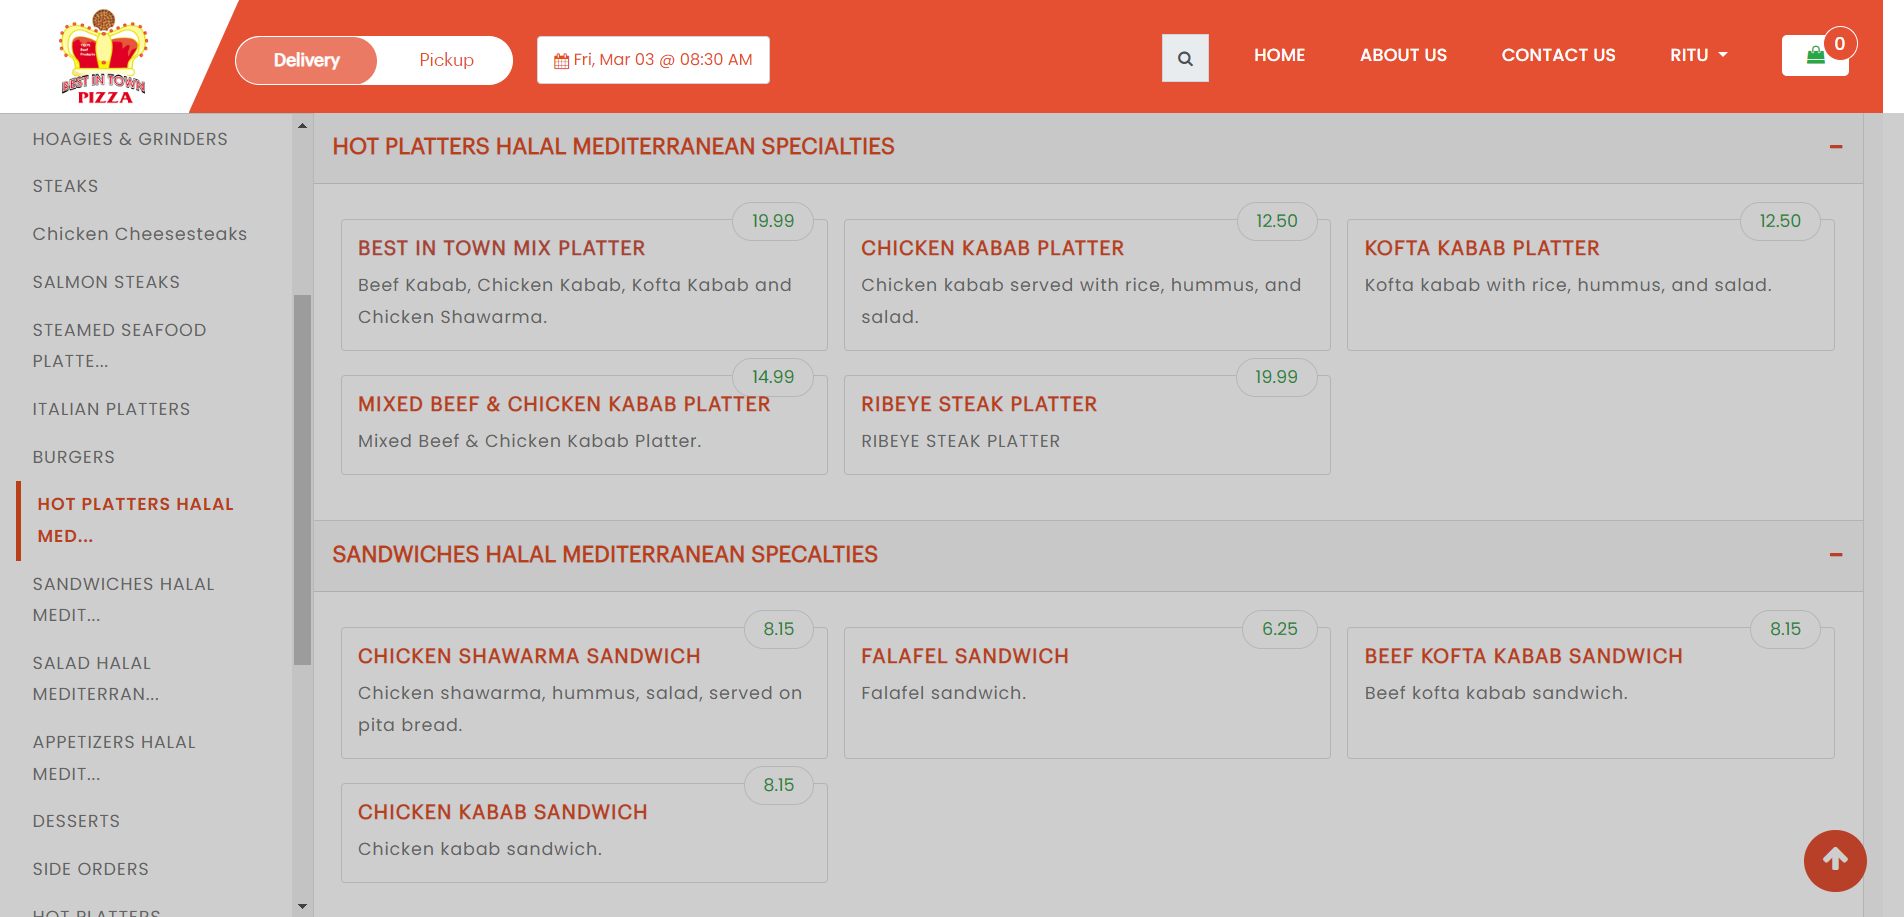 BEST IN TOWN
PIZZA
Delivery
Pickup
Fri, Mar 03 @ 08:30 AM
HOME
ABOUT US
CONTACT US
RITU
0
HOAGIES & GRINDERS
STEAKS
Chicken Cheesesteaks
SALMON STEAKS
STEAMED SEAFOOD
PLATTE...
ITALIAN PLATTERS
BURGERS
HOT PLATTERS HALAL
MED...
SANDWICHES HALAL
MEDIT...
SALAD HALAL
MEDITERRAN...
APPETIZERS HALAL
MEDIT...
DESSERTS
SIDE ORDERS
HOT PLATTERS
HOT PLATTERS HALAL MEDITERRANEAN SPECIALTIES
19.99
BEST IN TOWN MIX PLATTER
Beef Kabab, Chicken Kabab, Kofta Kabab and
Chicken Shawarma.
12.50
CHICKEN KABAB PLATTER
Chicken kabab served with rice, hummus, and
salad.
12.50
KOFTA KABAB PLATTER
Kofta kabab with rice, hummus, and salad.
14.99
MIXED BEEF & CHICKEN KABAB PLATTER
Mixed Beef & Chicken Kabab Platter.
19.99
RIBEYE STEAK PLATTER
RIBEYE STEAK PLATTER
SANDWICHES HALAL MEDITERRANEAN SPECALTIES
8.15
CHICKEN SHAWARMA SANDWICH
Chicken shawarma, hummus, salad, served on
pita bread.
6.25
FALAFEL SANDWICH
Falafel sandwich.
8.15
BEEF KOFTA KABAB SANDWICH
Beef kofta kabab sandwich.
8.15
CHICKEN KABAB SANDWICH
Chicken kabab sandwich.